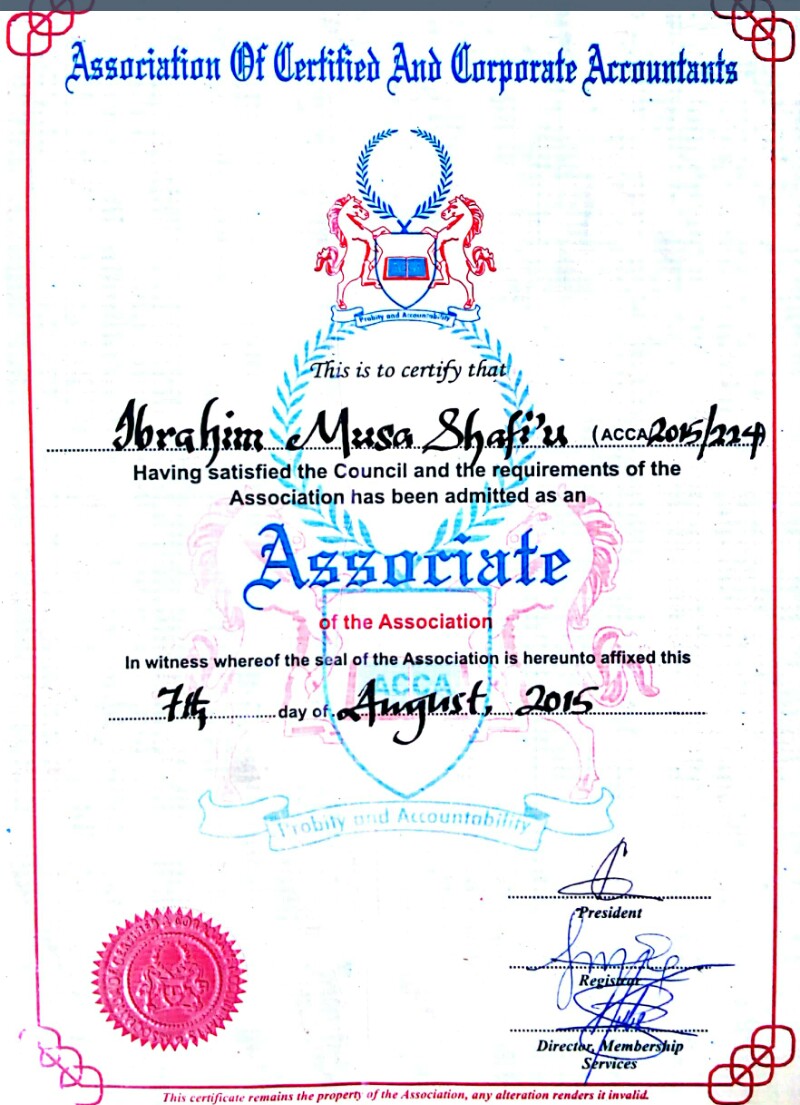 Association Of Certified And Corporate Accountants
Probity and Accountability
This is to certify that
Ibrahim Musa Shafi'u (ACCA2015/224)
Having satisfied the Council and the requirements of the
Association has been admitted as an
Associate
of the Association
In witness whereof the seal of the Association is hereunto affixed this
ACCA
7th day of August, 2015
Probity and Accountability
President
Registrar
Director, Membership
Services
This certificate remains the property of the Association, any alteration renders it invalid.